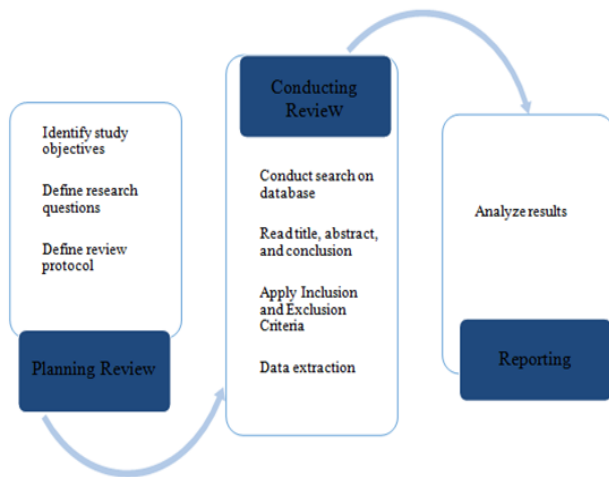 Identify study
objectives
Define research
questions
Define review
protocol
Planning Review
Conducting
Review
Conduct search on
database
Read title, abstract,
and conclusion
Apply Inclusion
and Exclusion
Criteria
Data extraction
Analyze results
Reporting